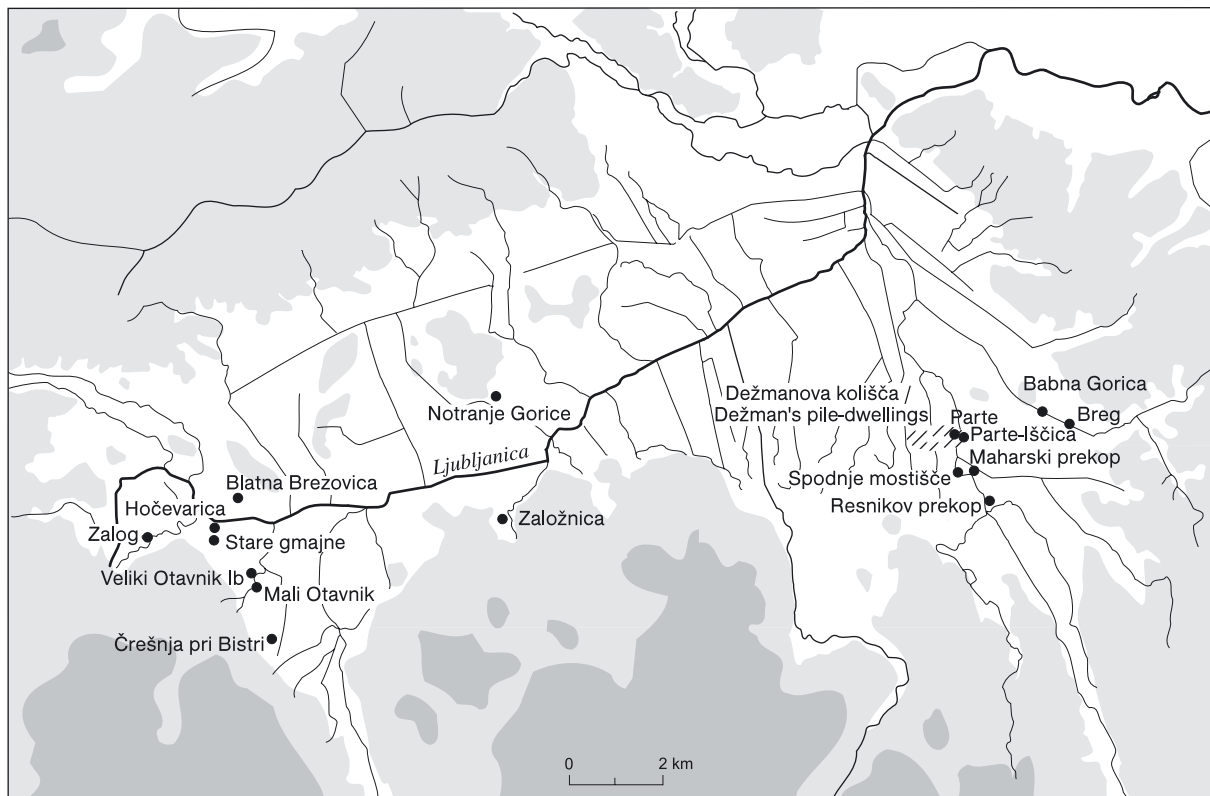 Babna Gorica
Dežmanova kolišča
Dežman's pile-dwellings
Breg
Notranje Gorice
Parte
Parte-Iščica
Maharski prekop
Ljubljanica
Spodnje mostišče
Blatna Brezovica
Resnikov prekop
Hočevarica
Založnica
Zalog
Stare gmajne
Veliki Otavnik Ib
Mali Otavnik
Črešnja pri Bistri
0 2 km